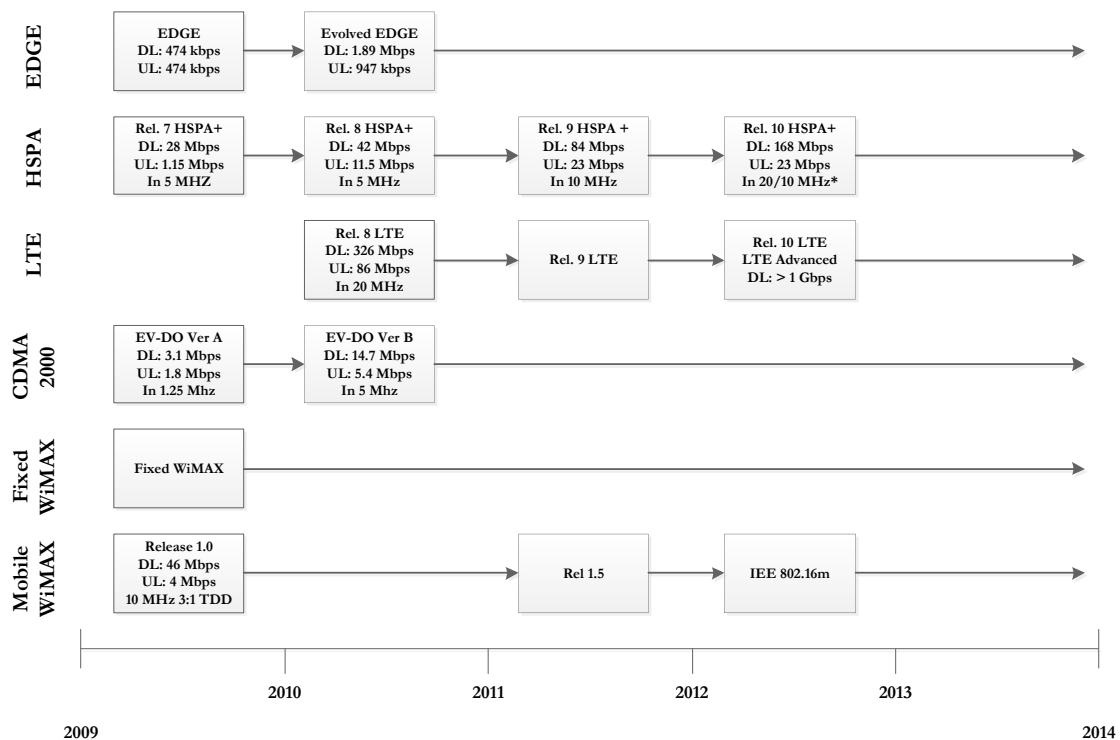 EDGE
EDGE
DL: 474 kbps
UL: 474 kbps
Evolved EDGE
DL: 1.89 Mbps
UL: 947 kbps
HSPA
Rel. 7 HSPA+
DL: 28 Mbps
UL: 1.15 Mbps
In 5 MHZ
Rel. 8 HSPA+
DL: 42 Mbps
UL: 11.5 Mbps
In 5 MHz
Rel. 9 HSPA +
DL: 84 Mbps
UL: 23 Mbps
In 10 MHz
Rel. 10 HSPA+
DL: 168 Mbps
UL: 23 Mbps
In 20/10 MHz*
LTE
Rel. 8 LTE
DL: 326 Mbps
UL: 86 Mbps
In 20 MHz
Rel. 9 LTE
Rel. 10 LTE
LTE Advanced
DL: > 1 Gbps
CDMA
2000
EV-DO Ver A
DL: 3.1 Mbps
UL: 1.8 Mbps
In 1.25 Mhz
EV-DO Ver B
DL: 14.7 Mbps
UL: 5.4 Mbps
In 5 Mhz
Fixed
WiMAX
Fixed WiMAX
Mobile
WiMAX
Release 1.0
DL: 46 Mbps
UL: 4 Mbps
10 MHz 3:1 TDD
Rel 1.5
IEE 802.16m
2010
2011
2012
2013
2009
2014